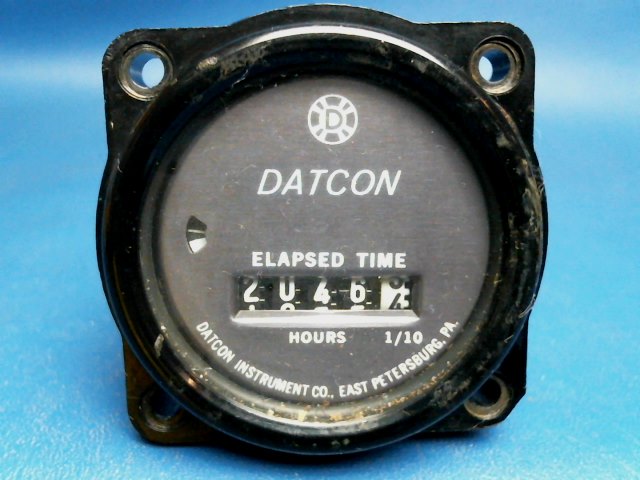 D
DATCON
ELAPSED TIME
2046
HOURS 1/10
DATCON INSTRUMENT CO., EAST PETERSBURG, PA.